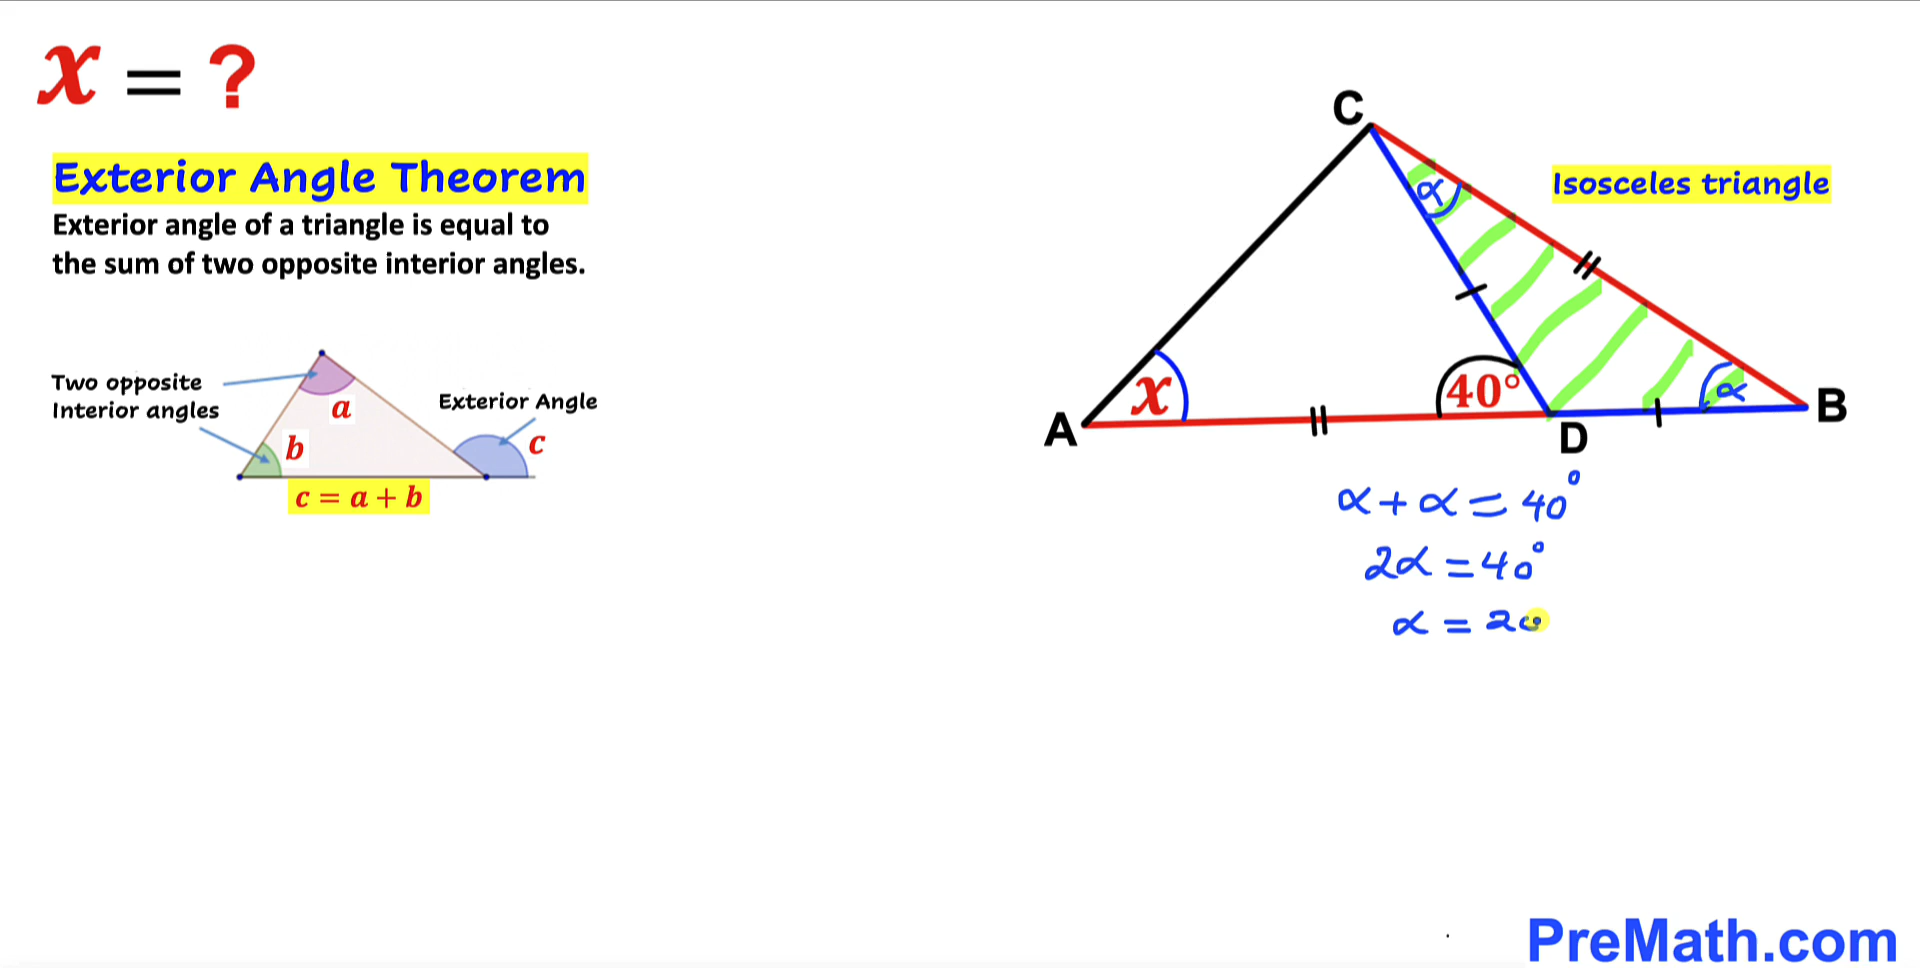 x = ?
Exterior Angle Theorem
Exterior angle of a triangle is equal to
the sum of two opposite interior angles.
Two opposite
Interior angles
a
b
Exterior Angle
c
c = a + b
C
Isosceles triangle
α
x
40°
α
A
D
B
α + α = 40°
2α = 40°
α = 20
PreMath.com